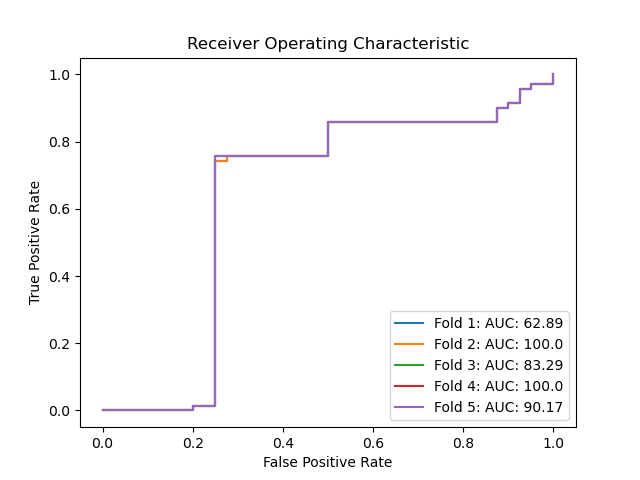 Receiver Operating Characteristic
1.0
0.8
0.6
0.4
0.2
0.0
True Positive Rate
Fold 1: AUC: 62.89
Fold 2: AUC: 100.0
Fold 3: AUC: 83.29
Fold 4: AUC: 100.0
Fold 5: AUC: 90.17
0.0 0.2 0.4 0.6 0.8 1.0
False Positive Rate